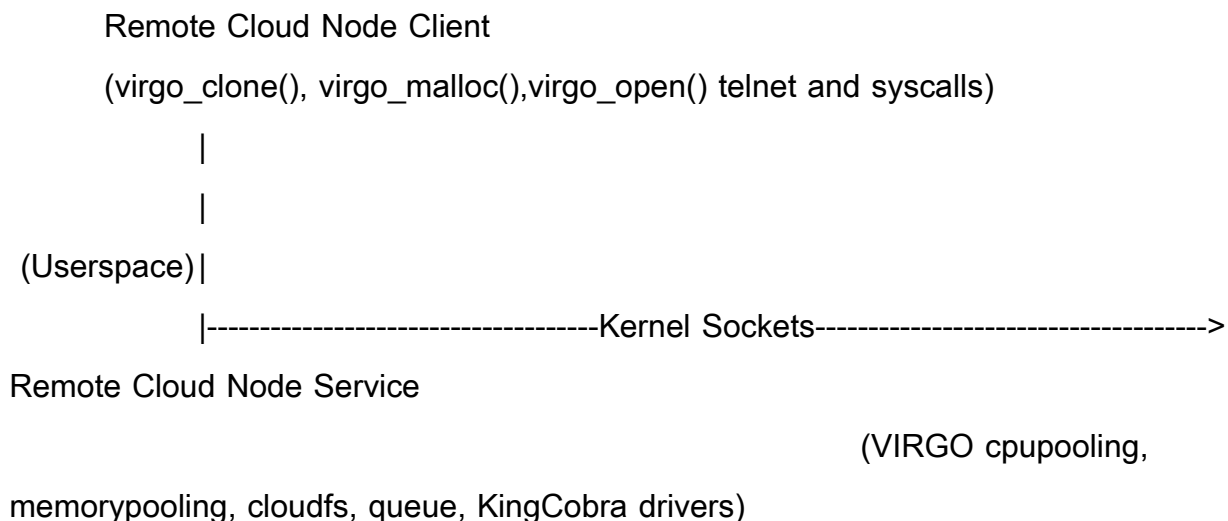 Remote Cloud Node Client
(virgo_clone(), virgo_malloc(),virgo_open() telnet and syscalls)
|
|
(Userspace)|
|-------------------------------------Kernel Sockets------------------------------------->
Remote Cloud Node Service
(VIRGO cpupooling,
memorypooling, cloudfs, queue, KingCobra drivers)